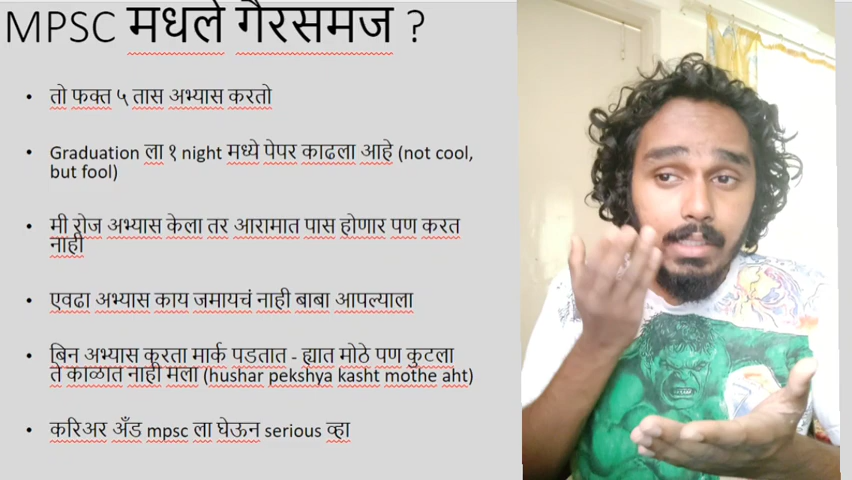 MPSC मधले गैरसमज ?
• तो फक्त ५ तास अभ्यास करतो
• Graduation ला १ night मध्ये पेपर काढला आहे (not cool,
but fool)
• मी रोज अभ्यास केला तर आरामात पास होणार पण करत
नाही
• एवढा अभ्यास काय जमायचं नाही बाबा आपल्याला
• बिन अभ्यास करता मार्क पडतात - ह्यात मोठे पण कुटला
ते काळात नाही मला (hushar pekshya kasht mothe aht)
• करिअर अँड mpsc ला घेऊन serious व्हा